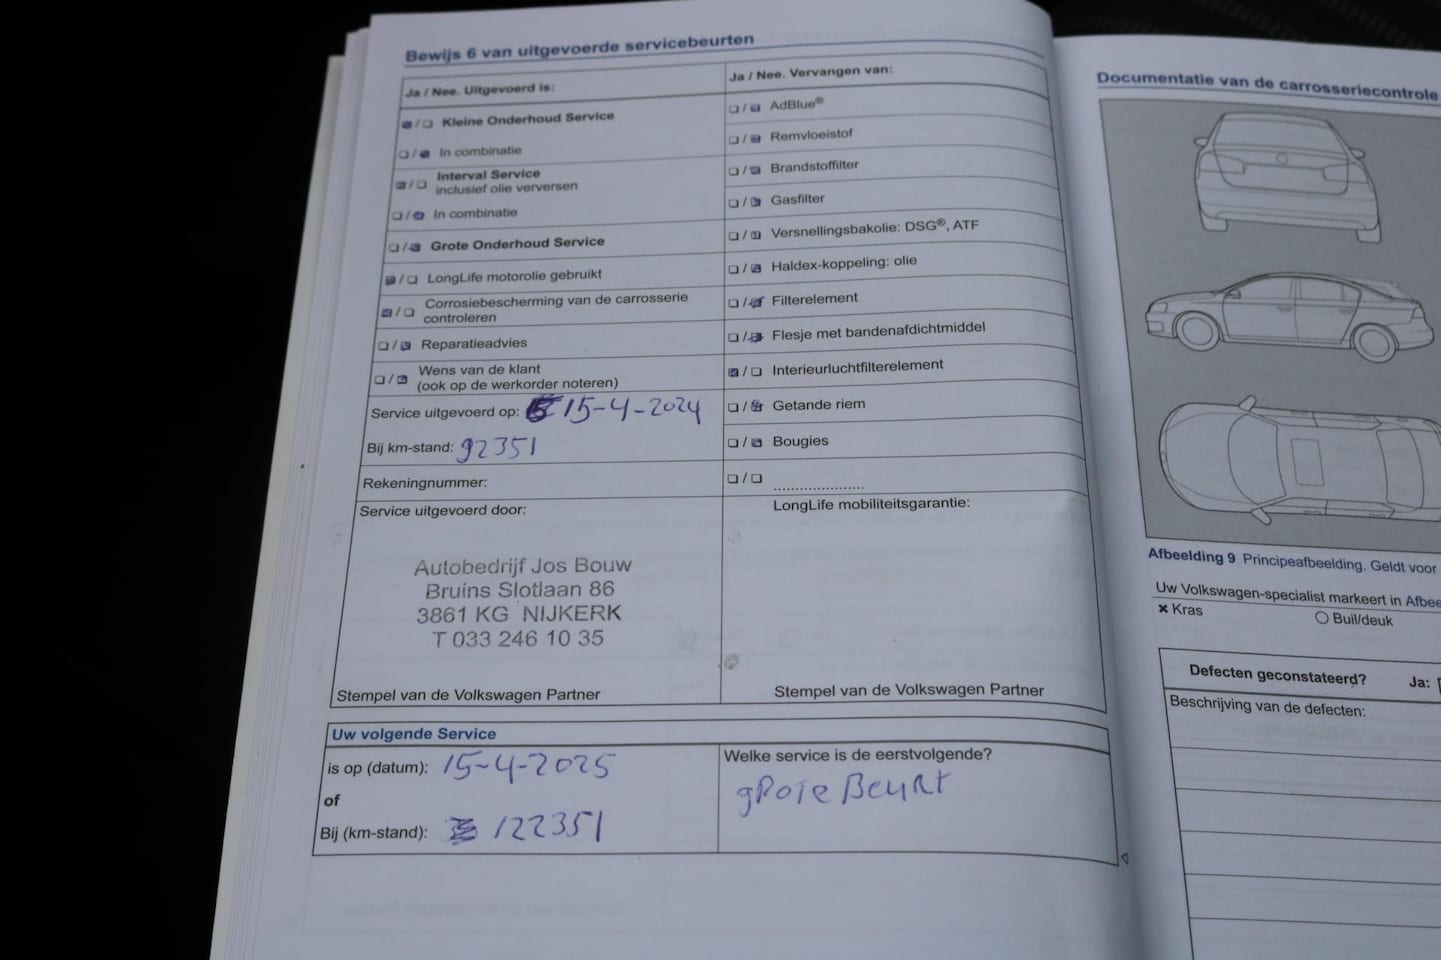 Bewijs 6 van uitgevoerde servicebeurten
Ja / Nee. Uitgevoerd is:
Kleine Onderhoud Service
In combinatie
Interval Service
inclusief olie verversen
In combinatie
Grote Onderhoud Service
LongLife motorolie gebruikt
Corrosiebescherming van de carrosserie
controleren
Reparatieadvies
Wens van de klant
(ook op de werkorder noteren)
Service uitgevoerd op: 15-4-2024
Bij km-stand: 92351
Rekeningnummer:
Service uitgevoerd door:
Autobedrijf Jos Bouw
Bruins Slotlaan 86
3861 KG NIJKERK
T 033 246 10 35
Stempel van de Volkswagen Partner
Ja / Nee. Vervangen van:
AdBlue®
Remvloeistof
Brandstoffilter
Gasfilter
Versnellingsbakolie: DSG®, ATF
Haldex-koppeling: olie
Filterelement
Flesje met bandenafdichtmiddel
Interieurluchtfilterelement
Getande riem
Bougies
....................
LongLife mobiliteitsgarantie:
Stempel van de Volkswagen Partner
Uw volgende Service
is op (datum): 15-4-2025
of
Bij (km-stand): 122351
Welke service is de eerstvolgende?
gRoTe BeuRt
Documentatie van de carrosseriecontrole
Afbeelding 9 Principeafbeelding. Geldt voor
Uw Volkswagen-specialist markeert in Afbee
Kras
Buil/deuk
Defecten geconstateerd? Ja:
Beschrijving van de defecten: